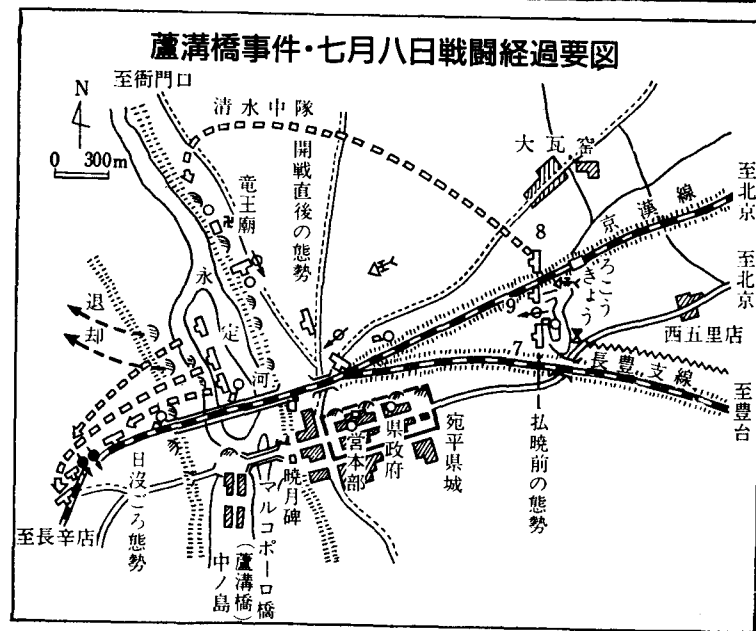 蘆溝橋事件・七月八日戦闘経過要図
至衙門口
N
0 300m
清水中隊
開戦直後の態勢
大瓦窑
至北京
京漢線
竜王廟
卍
8
9
7
ろこうきょう
至北京
西五里店
長豊支線
至豊台
退却
永定河
払暁前の態勢
宛平県城
県政府
営本部
暁月碑
マルコポーロ橋
(蘆溝橋)
中ノ島
日没ごろ態勢
至長辛店